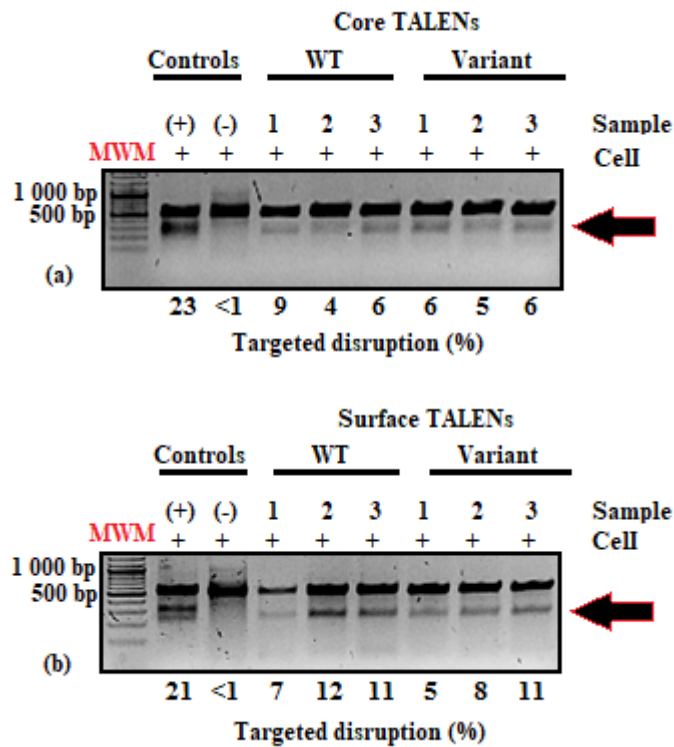 Core TALENs
Controls WT Variant
(+) (-) 1 2 3 1 2 3 Sample
MWM + + + + + + + + CelI
1 000 bp
500 bp
(a)
23 <1 9 4 6 6 5 6
Targeted disruption (%)
Surface TALENs
Controls WT Variant
(+) (-) 1 2 3 1 2 3 Sample
MWM + + + + + + + + CelI
1 000 bp
500 bp
(b)
21 <1 7 12 11 5 8 11
Targeted disruption (%)